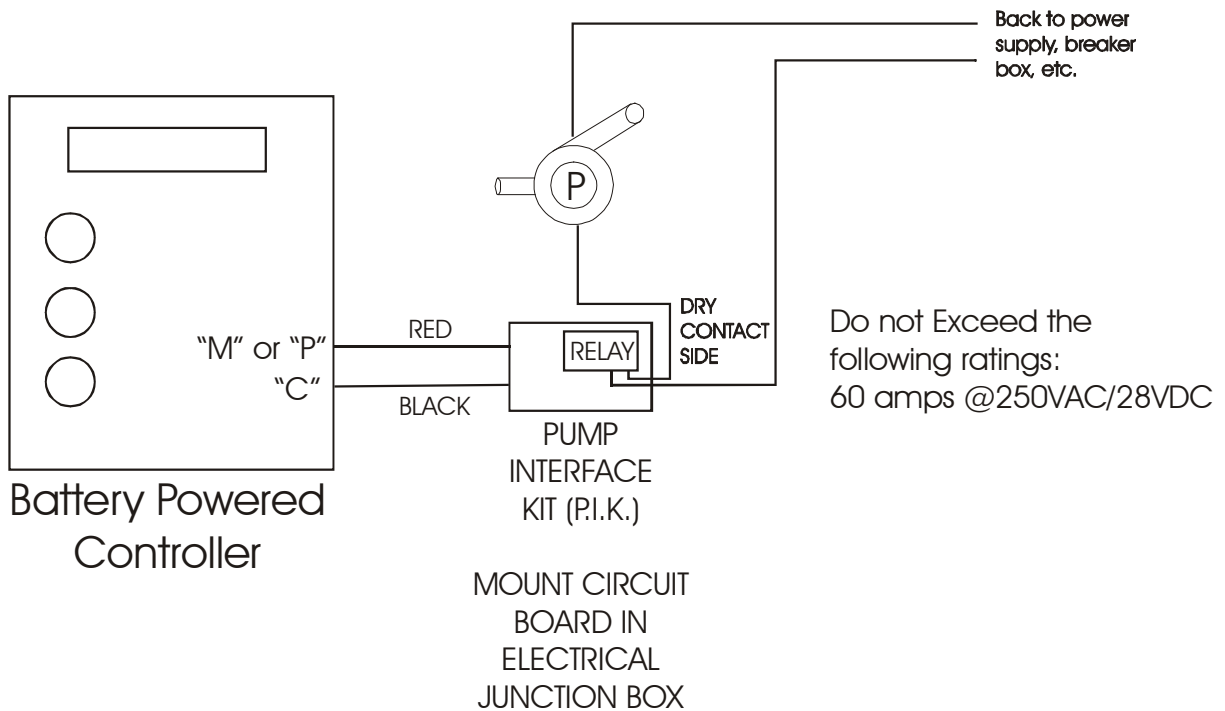 Back to power
supply, breaker
box, etc.
P
DRY
CONTACT
SIDE
Do not Exceed the
following ratings:
60 amps @250VAC/28VDC
"M" or "P"
RED
RELAY
"C"
BLACK
PUMP
INTERFACE
KIT (P.I.K.)
Battery Powered
Controller
MOUNT CIRCUIT
BOARD IN
ELECTRICAL
JUNCTION BOX